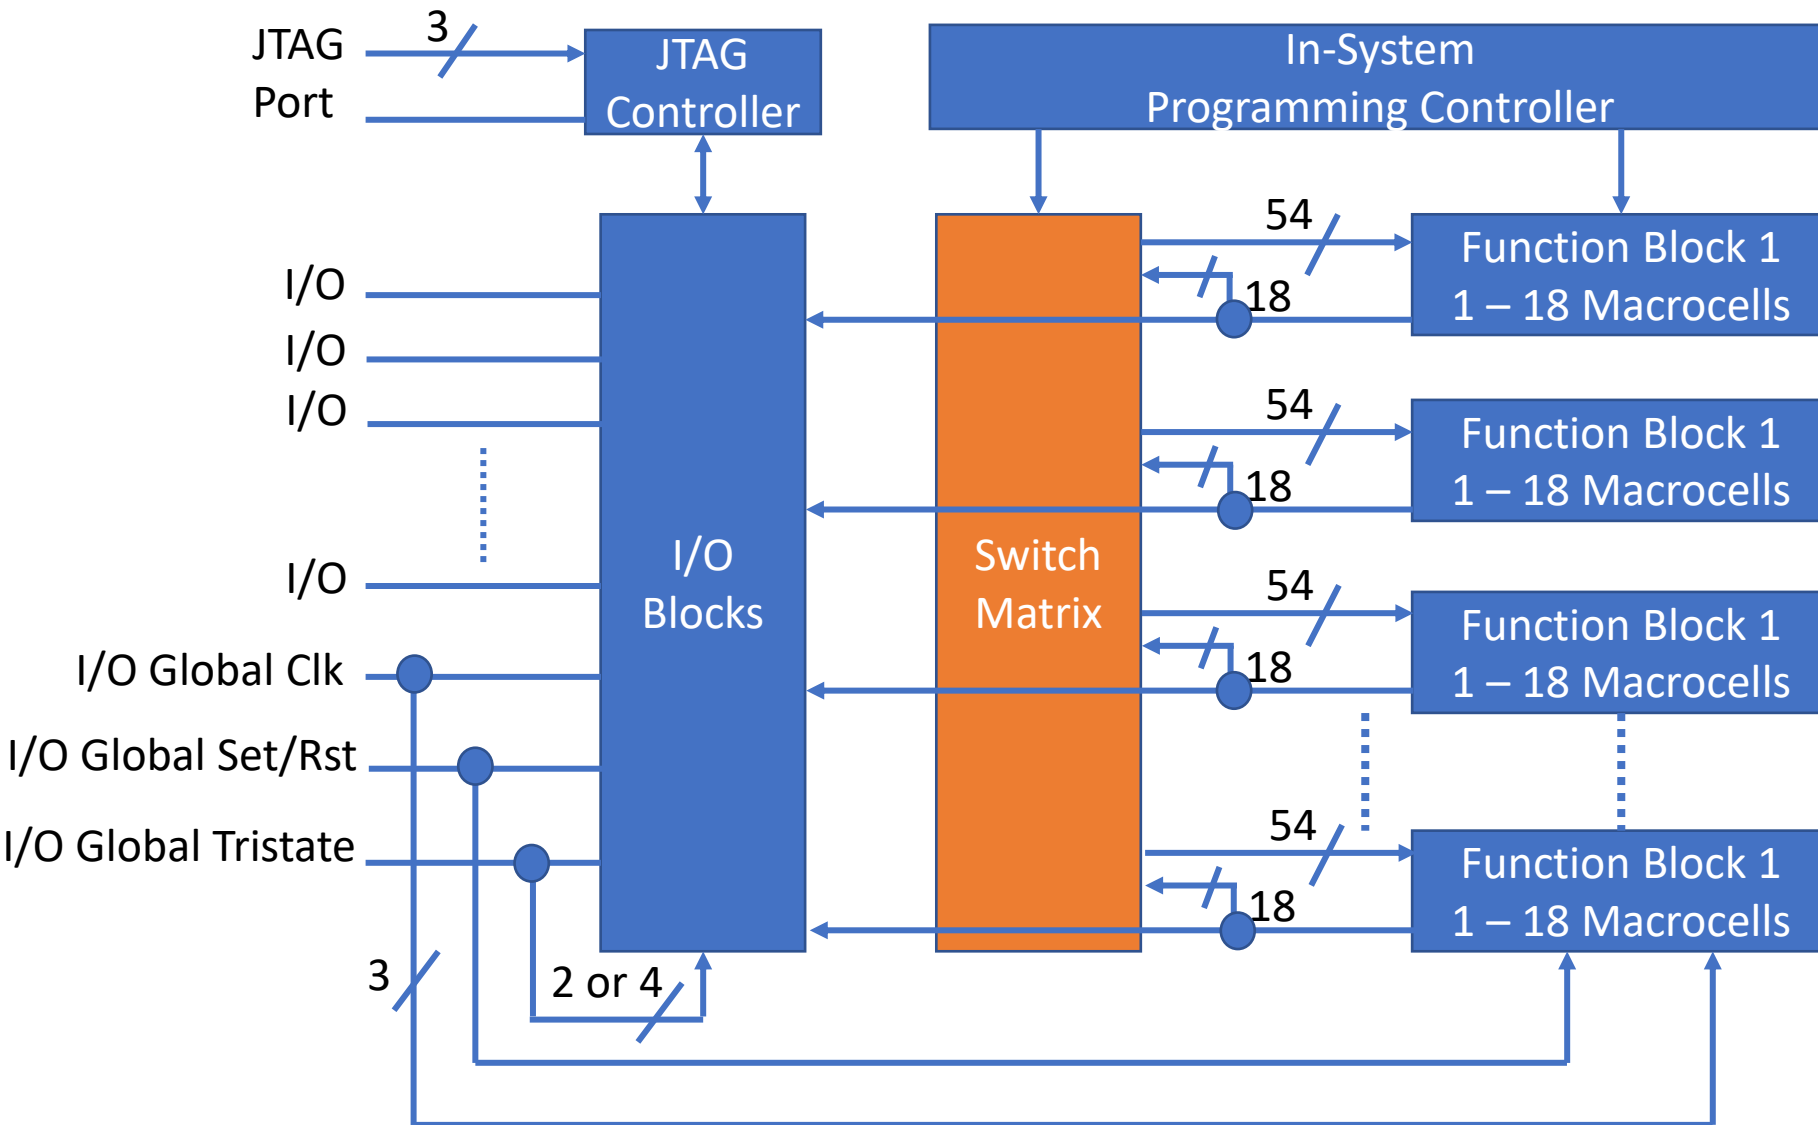 JTAG
Port
3
JTAG
Controller
In-System
Programming Controller
I/O
I/O
I/O
I/O
I/O Global Clk
I/O Global Set/Rst
I/O Global Tristate
3
2 or 4
I/O
Blocks
Switch
Matrix
54
18
Function Block 1
1 – 18 Macrocells
54
18
Function Block 1
1 – 18 Macrocells
54
18
Function Block 1
1 – 18 Macrocells
54
18
Function Block 1
1 – 18 Macrocells